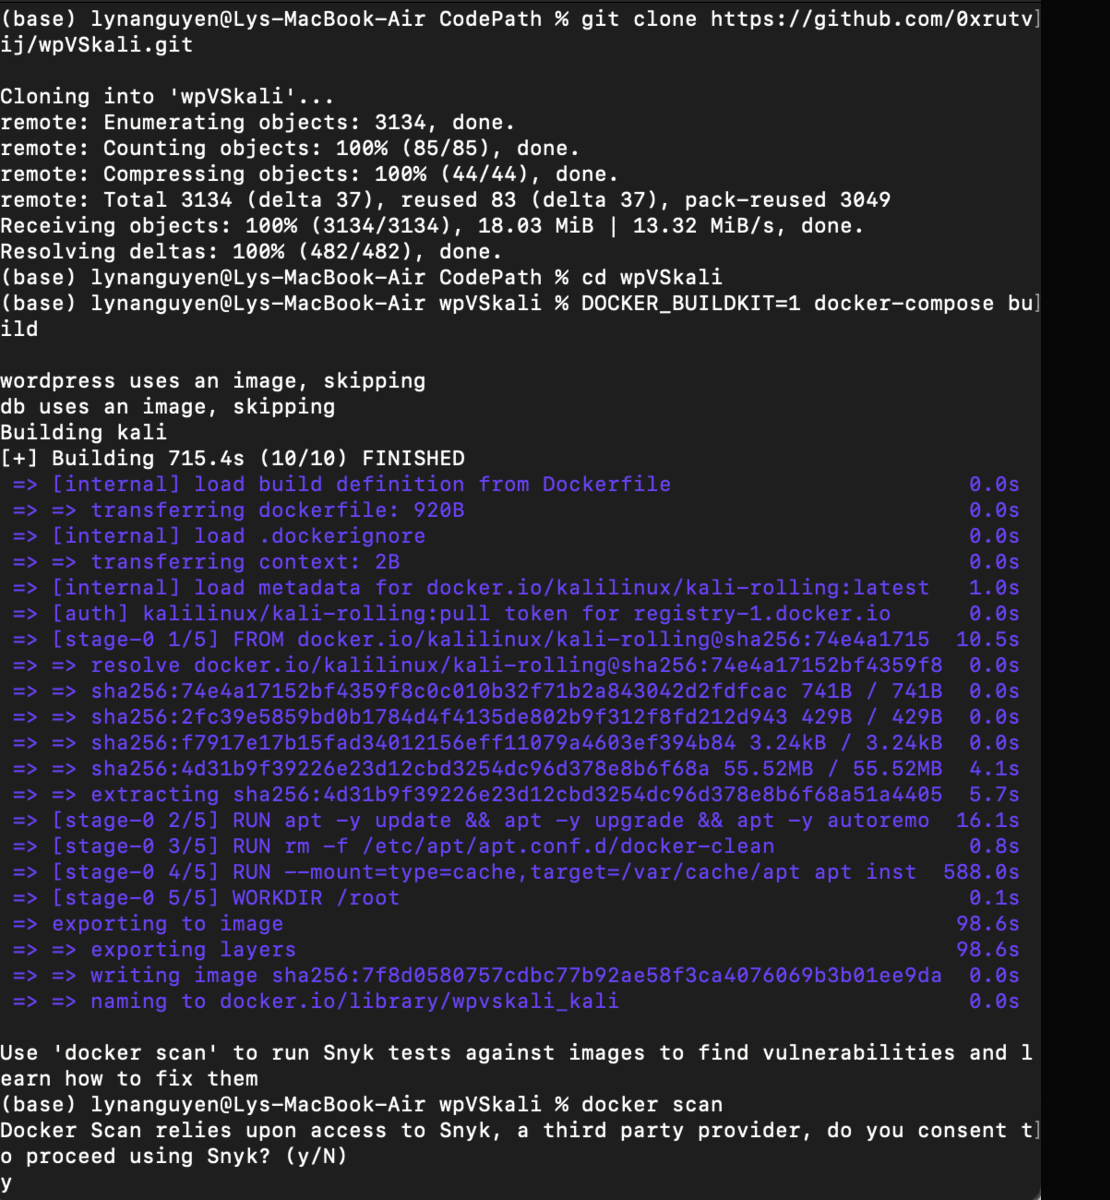 (base) lynanguyen@Lys-MacBook-Air CodePath % git clone https://github.com/0xrutv]
ij/wpVSkali.git
Cloning into 'wpVSkali'...
remote: Enumerating objects: 3134, done.
remote: Counting objects: 100% (85/85), done.
remote: Compressing objects: 100% (44/44), done.
remote: Total 3134 (delta 37), reused 83 (delta 37), pack-reused 3049
Receiving objects: 100% (3134/3134), 18.03 MiB | 13.32 MiB/s, done.
Resolving deltas: 100% (482/482), done.
(base) lynanguyen@Lys-MacBook-Air CodePath % cd wpVSkali
(base) lynanguyen@Lys-MacBook-Air wpVSkali % DOCKER_BUILDKIT=1 docker-compose bu]
ild
wordpress uses an image, skipping
db uses an image, skipping
Building kali
[+] Building 715.4s (10/10) FINISHED
=> [internal] load build definition from Dockerfile 0.0s
=> => transferring dockerfile: 920B 0.0s
=> [internal] load .dockerignore 0.0s
=> => transferring context: 2B 0.0s
=> [internal] load metadata for docker.io/kalilinux/kali-rolling:latest 1.0s
=> [auth] kalilinux/kali-rolling:pull token for registry-1.docker.io 0.0s
=> [stage-0 1/5] FROM docker.io/kalilinux/kali-rolling@sha256:74e4a1715 10.5s
=> => resolve docker.io/kalilinux/kali-rolling@sha256:74e4a17152bf4359f8 0.0s
=> => sha256:74e4a17152bf4359f8c0c010b32f71b2a843042d2fdfcac 741B / 741B 0.0s
=> => sha256:2fc39e5859bd0b1784d4f4135de802b9f312f8fd212d943 429B / 429B 0.0s
=> => sha256:f7917e17b15fad34012156eff11079a4603ef394b84 3.24kB / 3.24kB 0.0s
=> => sha256:4d31b9f39226e23d12cbd3254dc96d378e8b6f68a 55.52MB / 55.52MB 4.1s
=> => extracting sha256:4d31b9f39226e23d12cbd3254dc96d378e8b6f68a51a4405 5.7s
=> [stage-0 2/5] RUN apt -y update && apt -y upgrade && apt -y autoremo 16.1s
=> [stage-0 3/5] RUN rm -f /etc/apt/apt.conf.d/docker-clean 0.8s
=> [stage-0 4/5] RUN --mount=type=cache,target=/var/cache/apt apt inst 588.0s
=> [stage-0 5/5] WORKDIR /root 0.1s
=> exporting to image 98.6s
=> => exporting layers 98.6s
=> => writing image sha256:7f8d0580757cdbc77b92ae58f3ca4076069b3b01ee9da 0.0s
=> => naming to docker.io/library/wpvskali_kali 0.0s
Use 'docker scan' to run Snyk tests against images to find vulnerabilities and l
earn how to fix them
(base) lynanguyen@Lys-MacBook-Air wpVSkali % docker scan
Docker Scan relies upon access to Snyk, a third party provider, do you consent t]
o proceed using Snyk? (y/N)
y